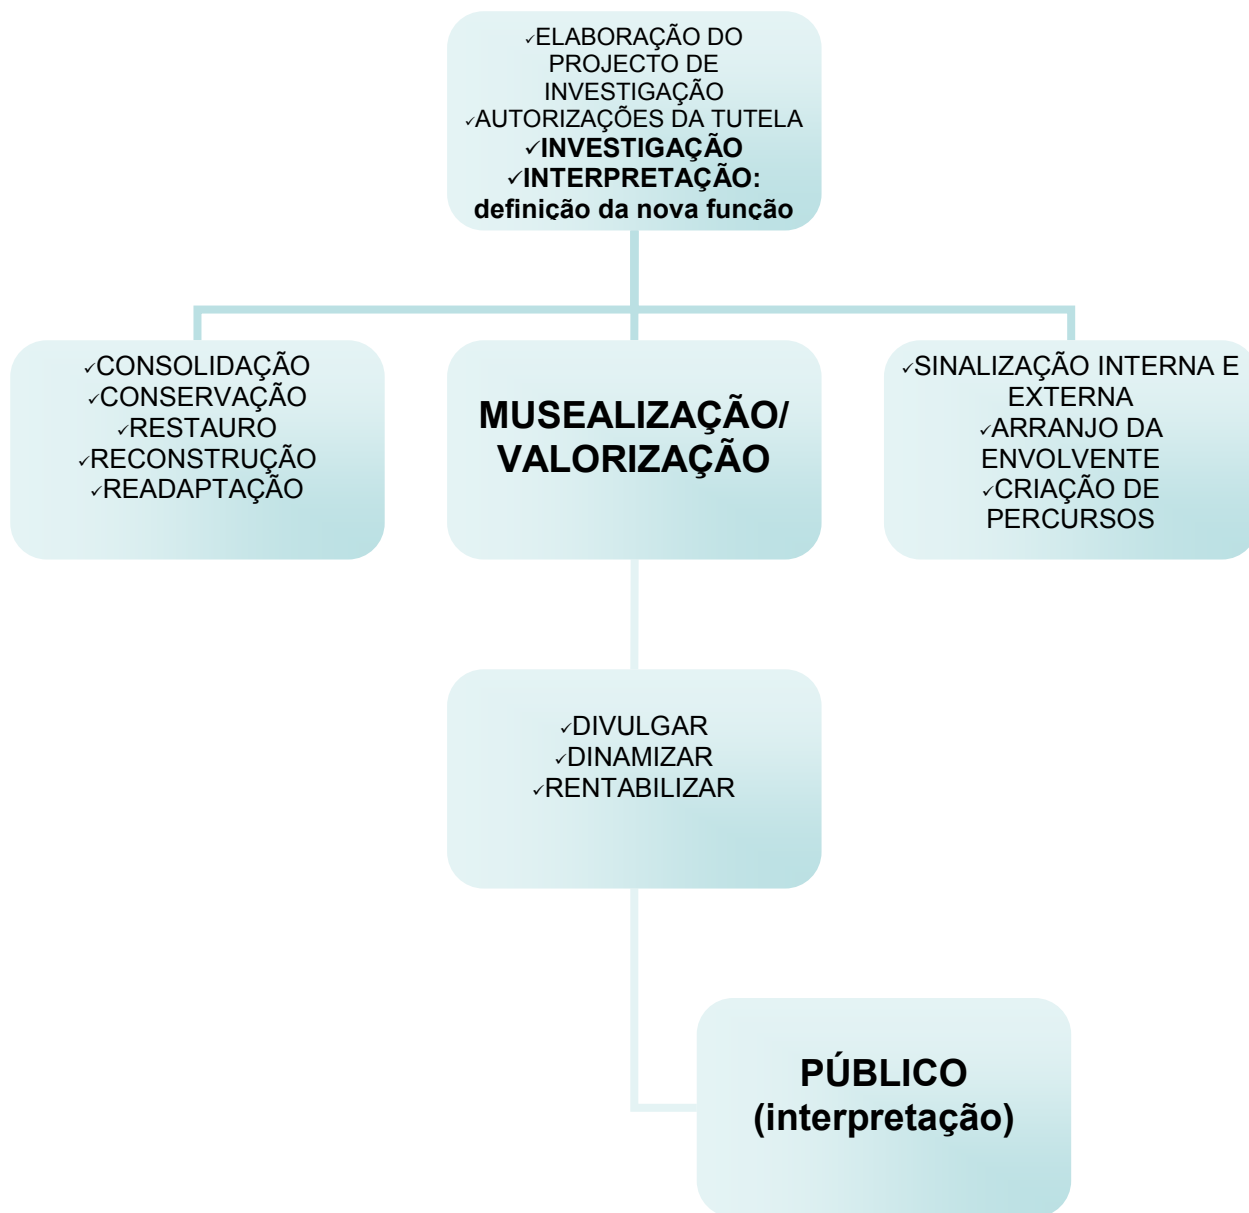 ✓ELABORAÇÃO DO
PROJECTO DE
INVESTIGAÇÃO
✓AUTORIZAÇÕES DA TUTELA
✓INVESTIGAÇÃO
✓INTERPRETAÇÃO:
definição da nova função
✓CONSOLIDAÇÃO
✓CONSERVAÇÃO
✓RESTAURO
✓RECONSTRUÇÃO
✓READAPTAÇÃO
MUSEALIZAÇÃO/
VALORIZAÇÃO
✓SINALIZAÇÃO INTERNA E
EXTERNA
✓ARRANJO DA
ENVOLVENTE
✓CRIAÇÃO DE
PERCURSOS
✓DIVULGAR
✓DINAMIZAR
✓RENTABILIZAR
PÚBLICO
(interpretação)